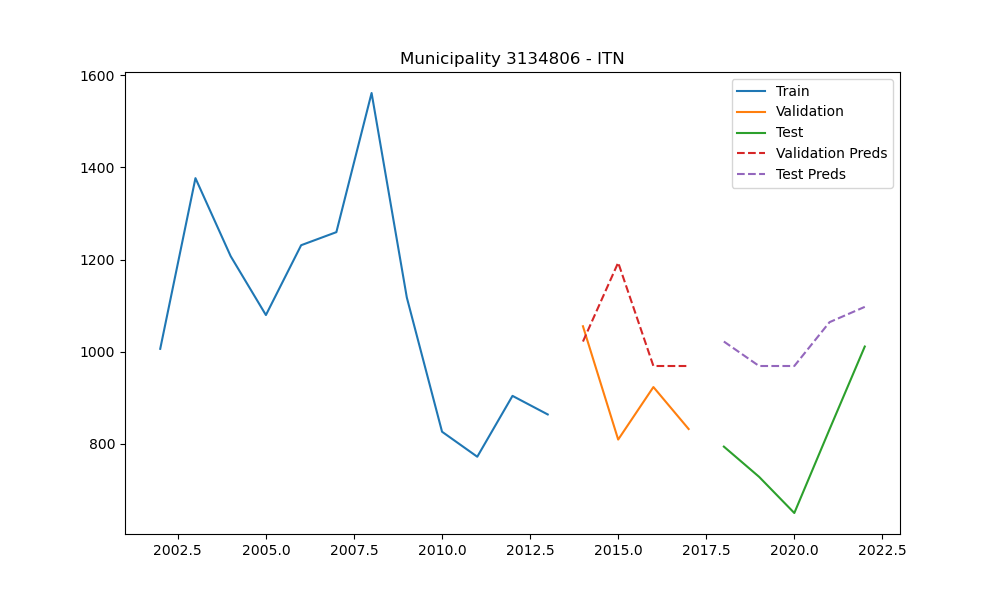 Municipality 3134806 - ITN
1600
1400
1200
1000
800
2002.5 2005.0 2007.5 2010.0 2012.5 2015.0 2017.5 2020.0 2022.5
Train
Validation
Test
Validation Preds
Test Preds